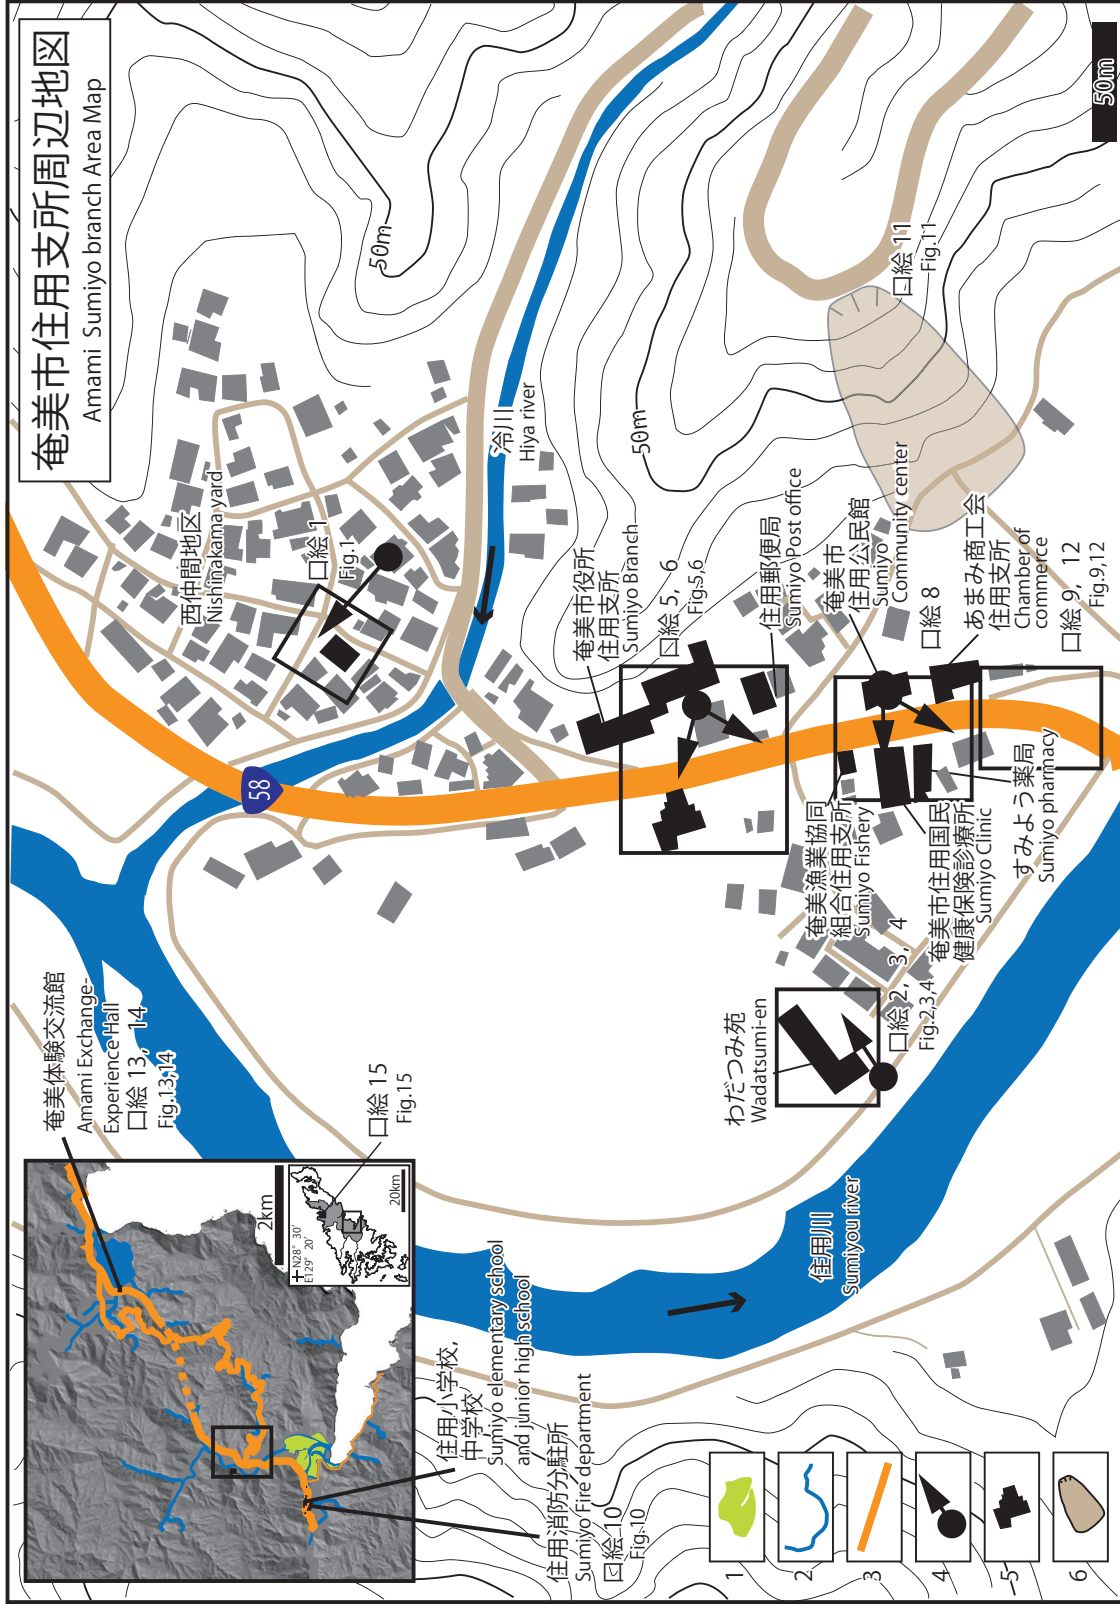 奄美市住用支所周辺地図
Amami Sumiyo branch Area Map
50m
50m
50m
西仲間地区
Nishinakama yard
口絵 1
Fig.1
58
冷川
Hiya river
奄美市役所
住用支所
Sumiyo Branch
口絵 5, 6
Fig.5,6
住用郵便局
Sumiyo Post office
奄美市
住用公民館
Sumiyo
Community center
口絵 8
口絵 11
Fig.11
あまみ商工会
住用支所
Chamber of
commerce
口絵 9, 12
Fig.9,12
奄美漁業協同
組合住用支所
Sumiyo Fishery
奄美市住用国民
健康保険診療所
Sumiyo Clinic
すみよう薬局
Sumiyo pharmacy
わだつみ苑
Wadatsumi-en
口絵 2, 3, 4
Fig.2,3,4
奄美体験交流館
Amami Exchange-
Experience Hall
口絵 13, 14
Fig.13,14
口絵 15
Fig.15
2km
N28° 30′
E129° 20′
20km
住用川
Sumiyou river
住用小学校,
中学校
Sumiyo elementary school
and junior high school
住用消防分駐所
Sumiyo Fire department
口絵 10
Fig.10
1
2
3
4
5
6